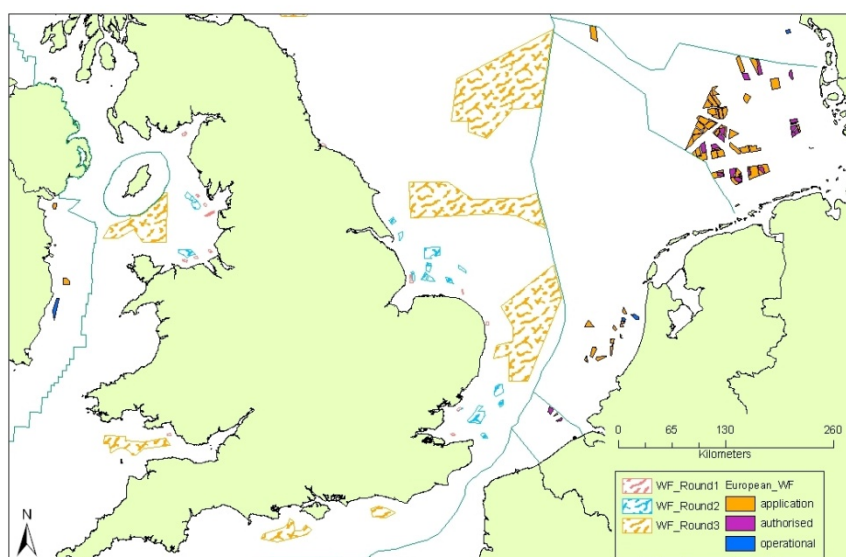 N
0 65 130 260
Kilometers
WF_Round1 European_WF
WF_Round2 application
WF_Round3 authorised
operational